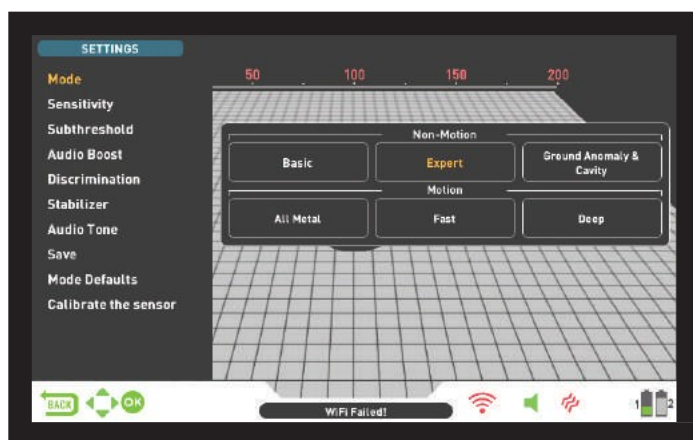 SETTINGS
Mode
Sensitivity
Subthreshold
Audio Boost
Discrimination
Stabilizer
Audio Tone
Save
Mode Defaults
Calibrate the sensor
50 100 150 200
Non-Motion
Basic Expert Ground Anomaly &
Cavity
Motion
All Metal Fast Deep
BACK OK
WiFi Failed!
1 2